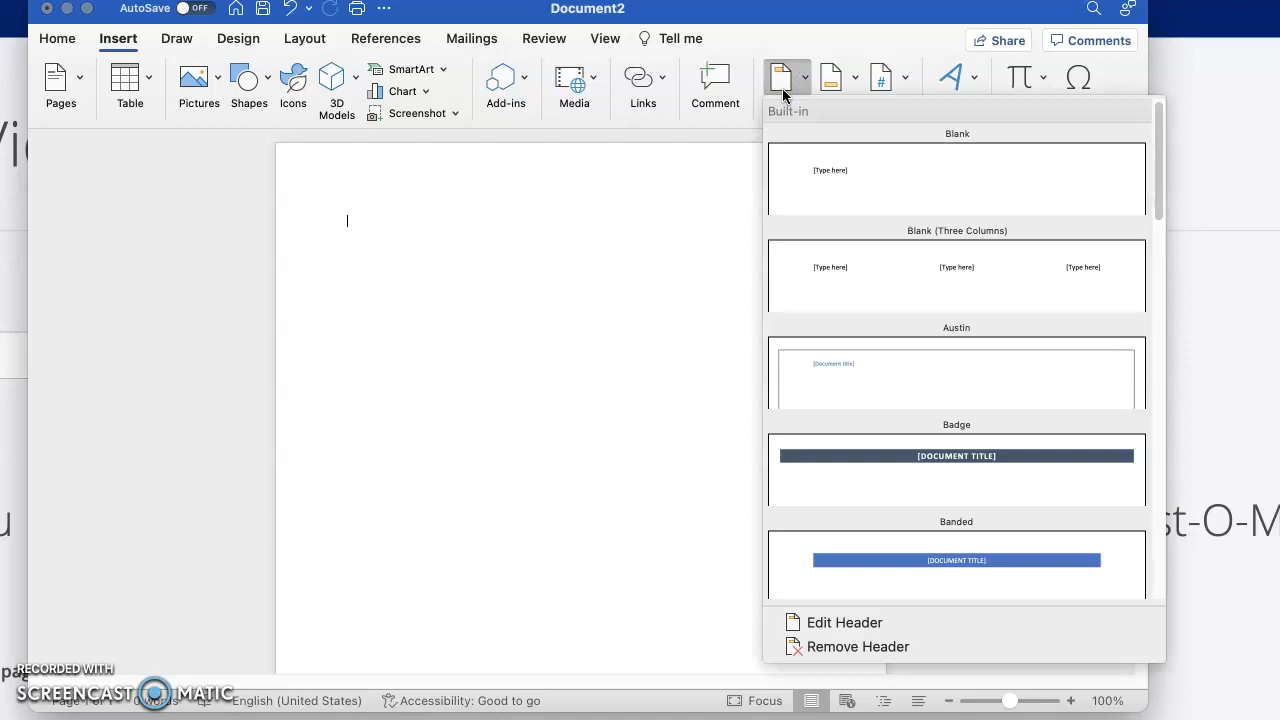 AutoSave OFF
Document2
Home Insert Draw Design Layout References Mailings Review View Tell me
Share Comments
Pages
Table
Pictures
Shapes
Icons
3D
Models
SmartArt
Chart
Screenshot
Add-ins
Media
Links
Comment
Built-in
Blank
[Type here]
Blank (Three Columns)
[Type here] [Type here] [Type here]
Austin
[Document title]
Badge
[DOCUMENT TITLE]
Banded
[DOCUMENT TITLE]
Edit Header
Remove Header
st-O-M
RECORDED WITH
SCREENCAST MATIC
English (United States) Accessibility: Good to go Focus 100%